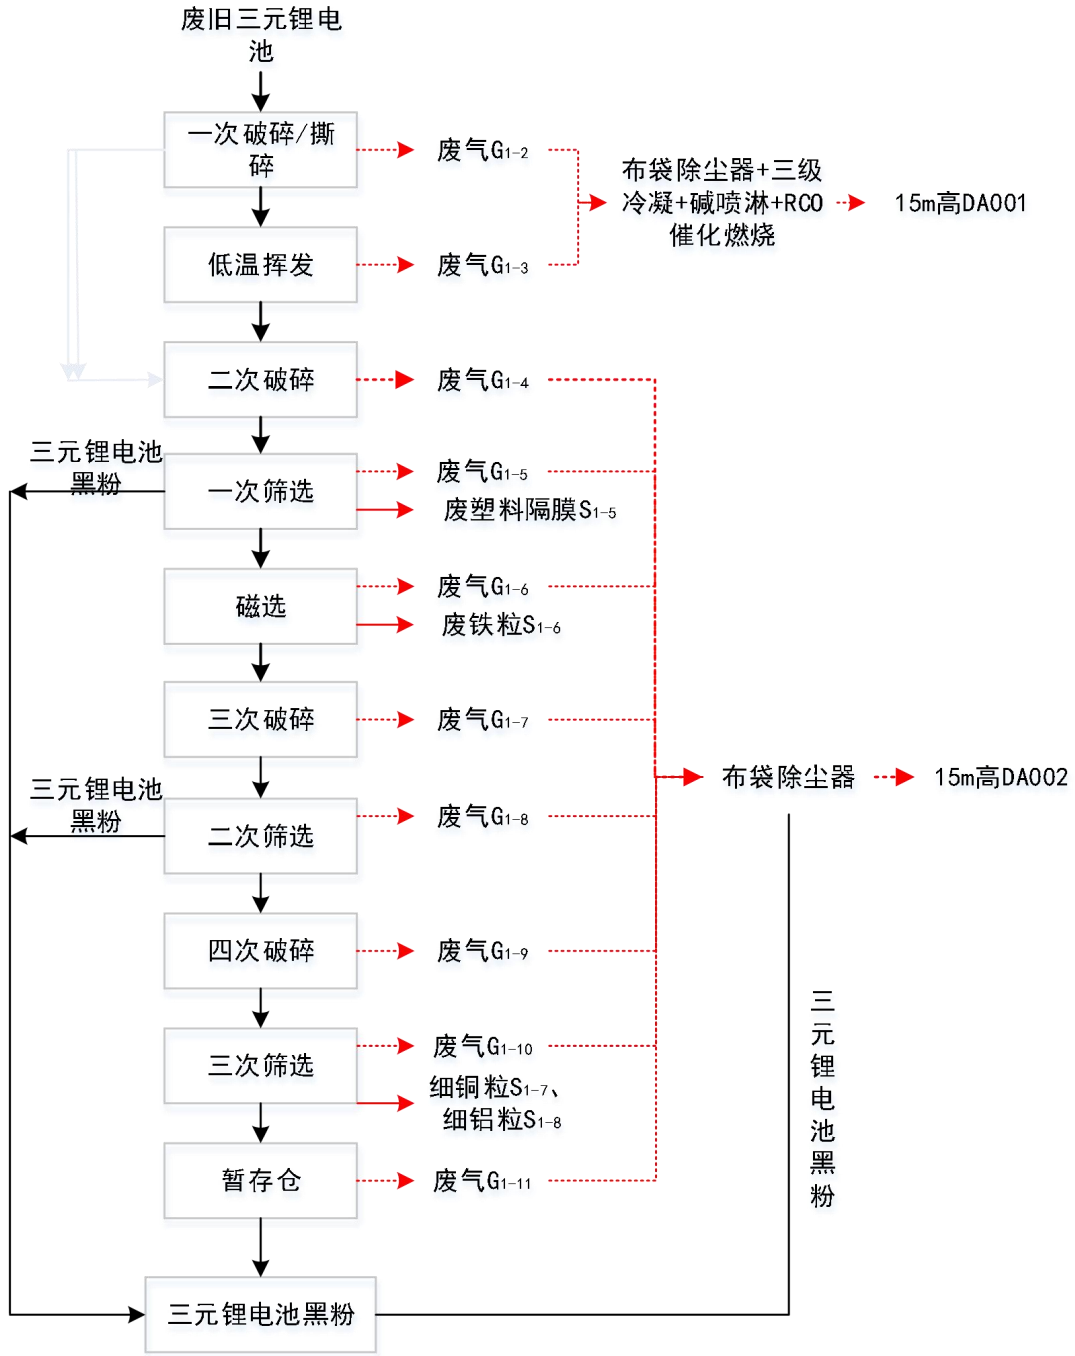 废旧三元锂电
池
一次破碎/撕
碎
废气G1-2
布袋除尘器+三级
冷凝+碱喷淋+RCO
催化燃烧
15m高DA001
低温挥发
废气G1-3
二次破碎
废气G1-4
三元锂电池
黑粉
一次筛选
废气G1-5
废塑料隔膜S1-5
磁选
废气G1-6
废铁粒S1-6
三次破碎
废气G1-7
布袋除尘器
15m高DA002
三元锂电池
黑粉
二次筛选
废气G1-8
四次破碎
废气G1-9
三次筛选
废气G1-10
细铜粒S1-7、
细铝粒S1-8
三元锂电池黑粉
暂存仓
废气G1-11
三元锂电池黑粉